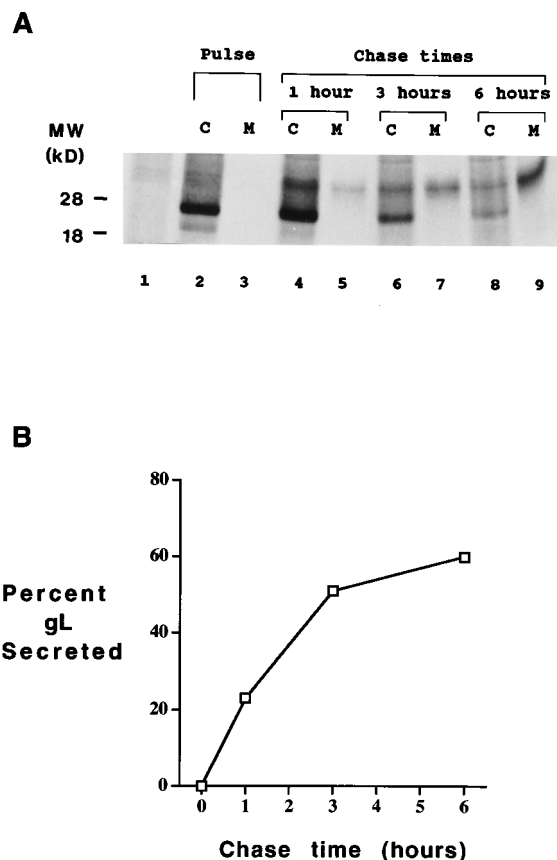 A
Pulse Chase times
1 hour 3 hours 6 hours
MW C M C M C M C M
(kD)
28
18
1 2 3 4 5 6 7 8 9
B
80
60
40
20
0
Percent
gL
Secreted
0 1 2 3 4 5 6
Chase time (hours)